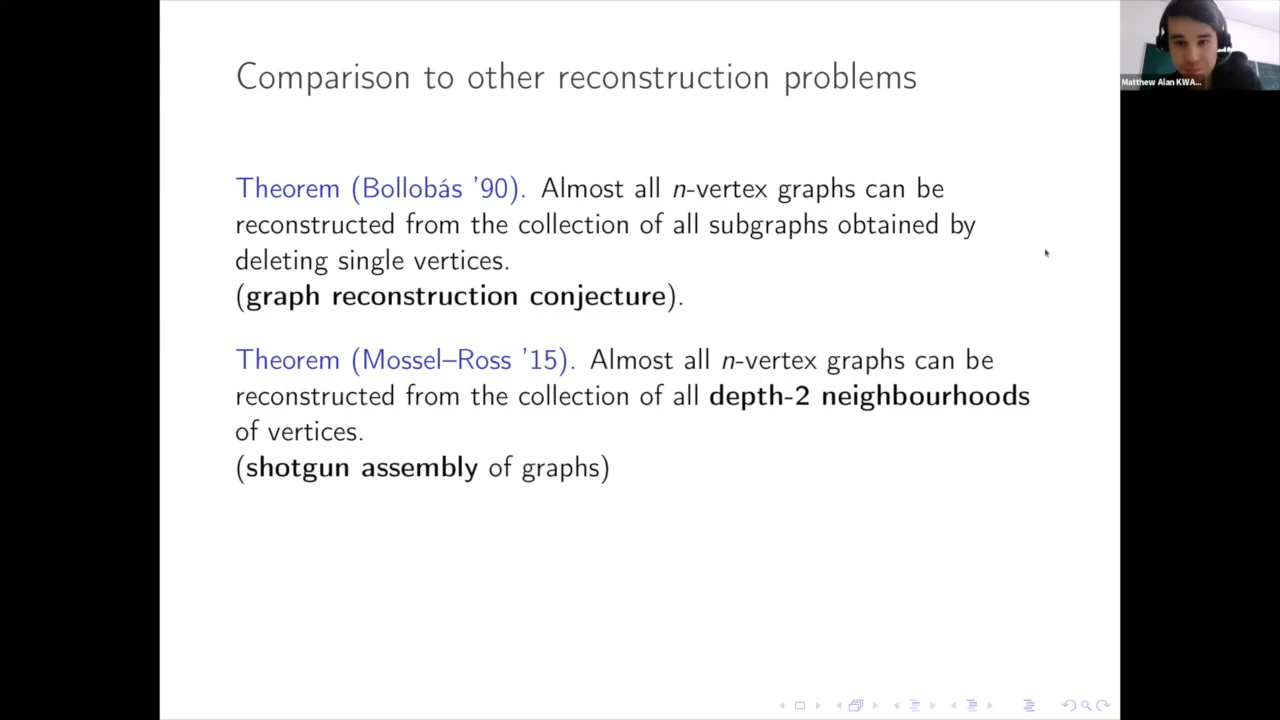 Comparison to other reconstruction problems
Matthew Alan KWA...
Theorem (Bollobás '90). Almost all n-vertex graphs can be
reconstructed from the collection of all subgraphs obtained by
deleting single vertices.
(graph reconstruction conjecture).
Theorem (Mossel–Ross '15). Almost all n-vertex graphs can be
reconstructed from the collection of all depth-2 neighbourhoods
of vertices.
(shotgun assembly of graphs)